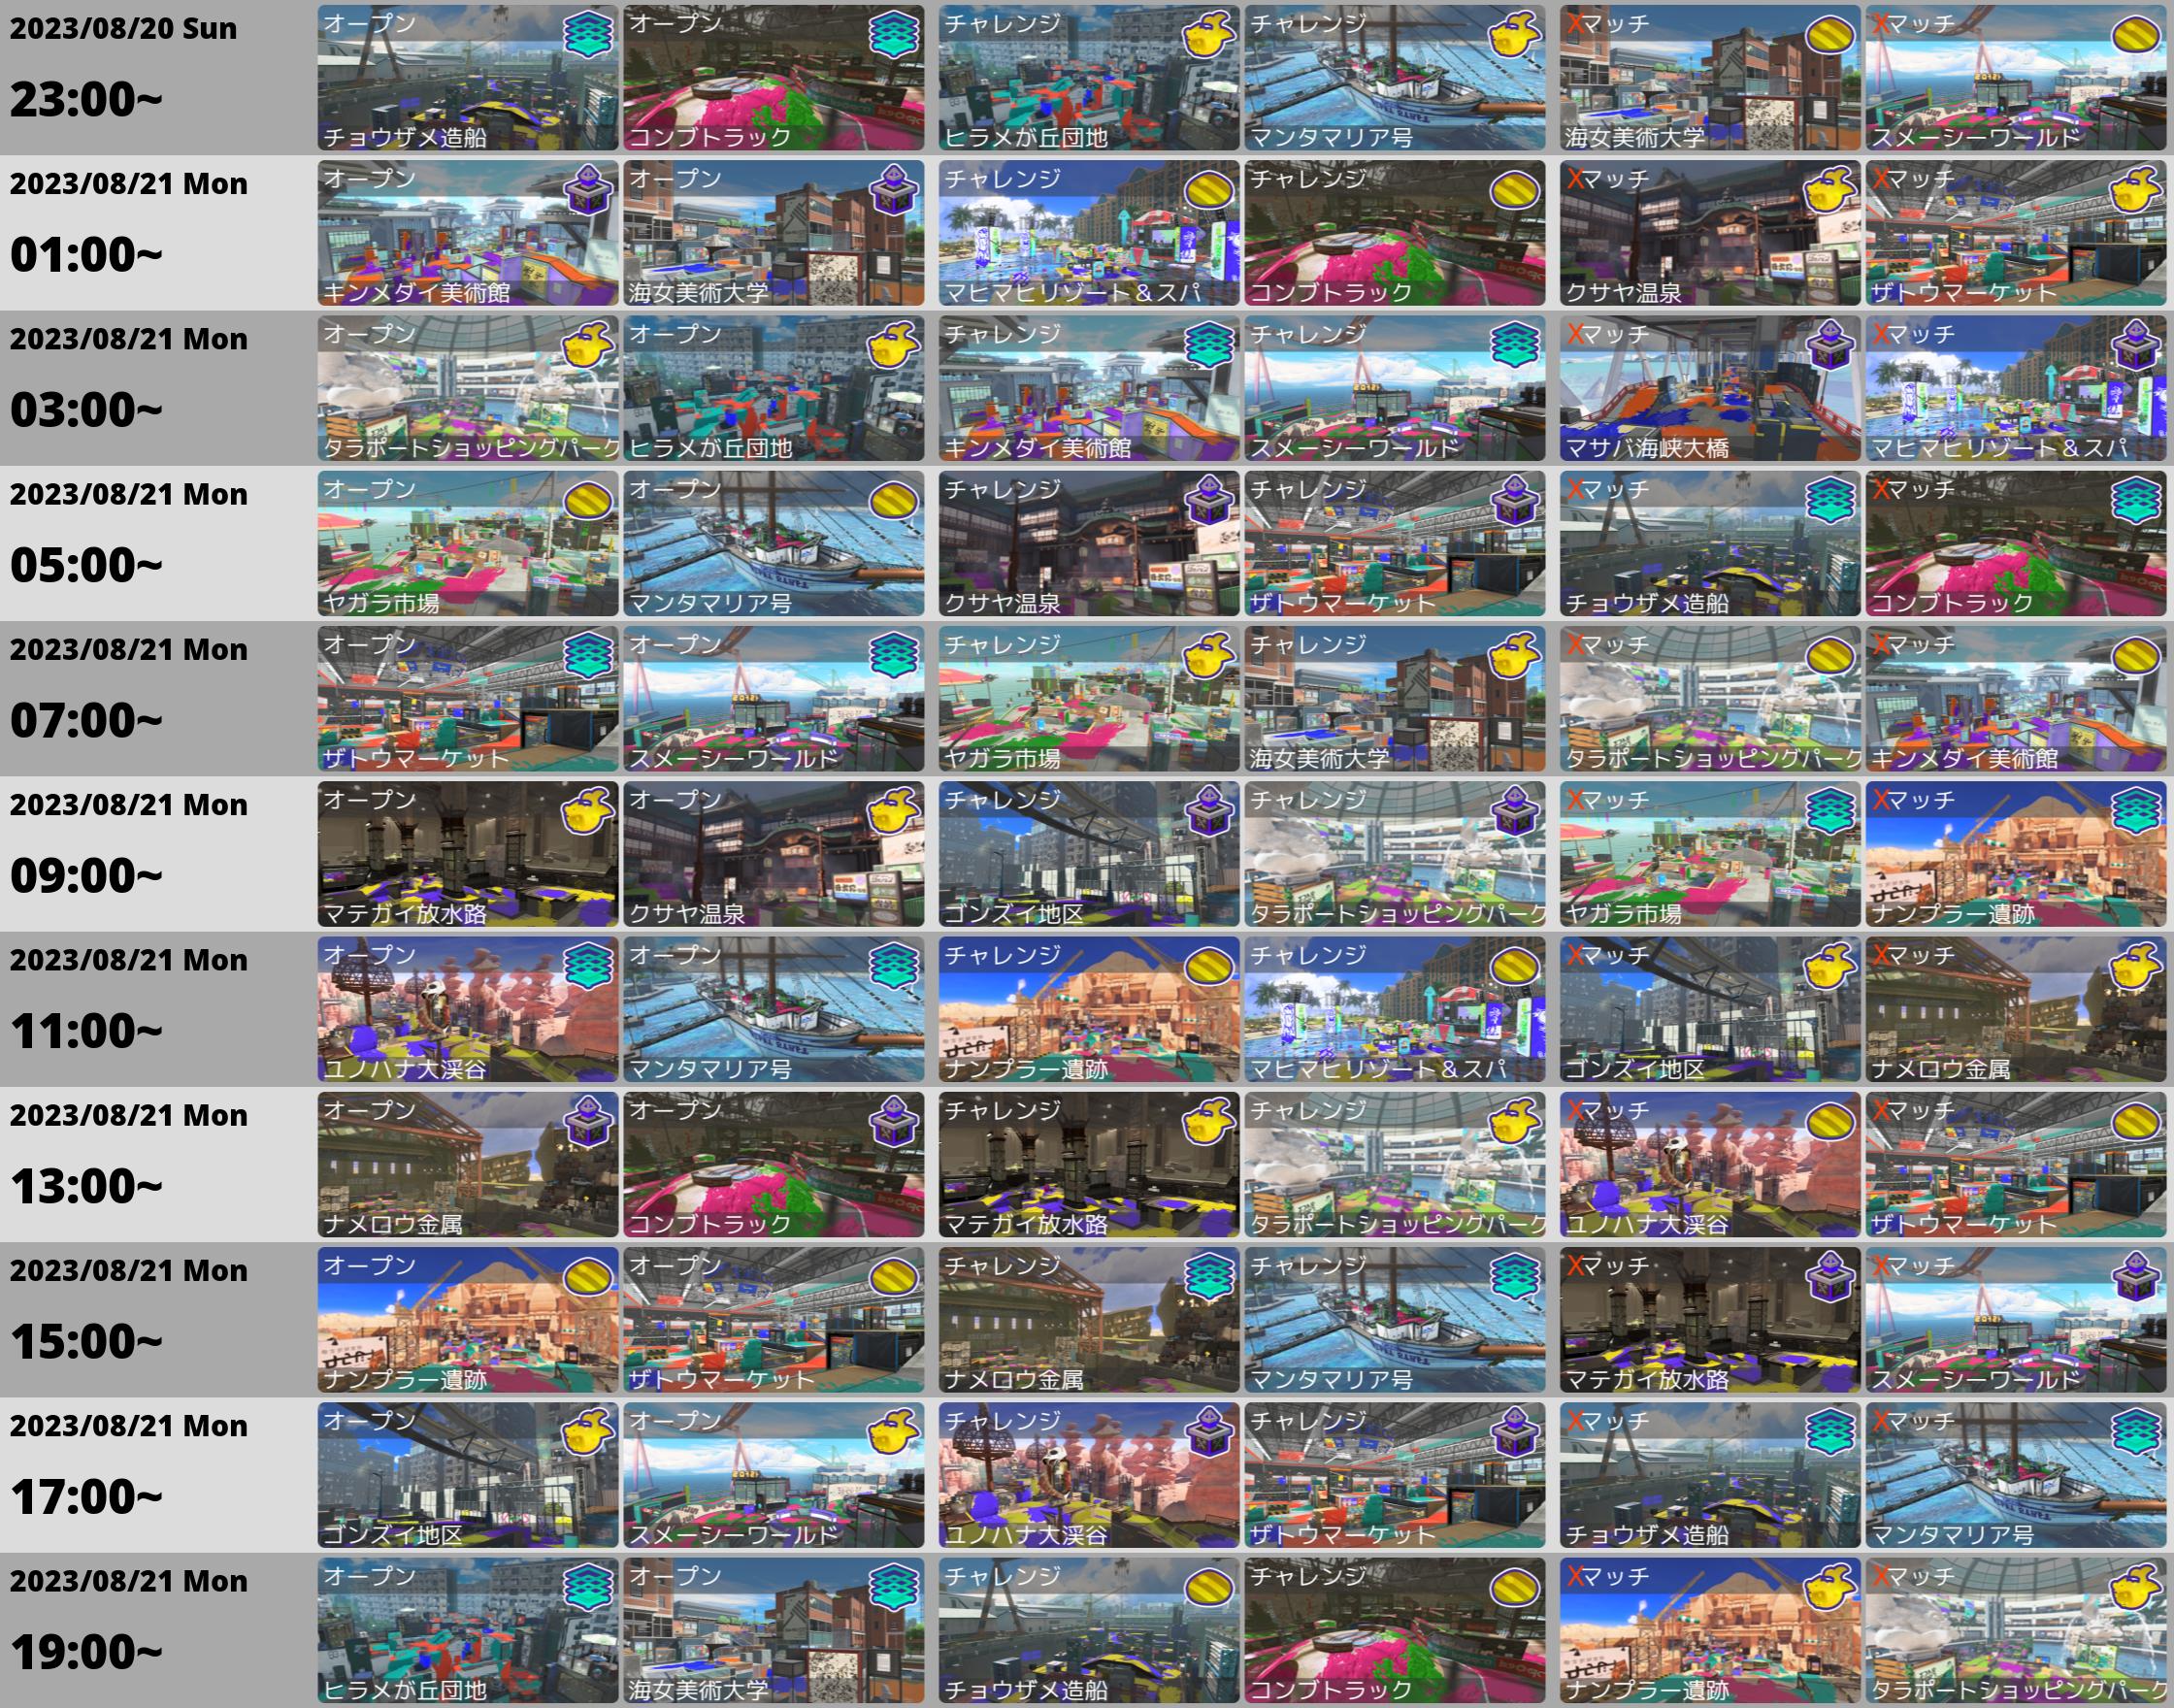 2023/08/20 Sun
23:00~
オープン オープン チャレンジ チャレンジ Xマッチ Xマッチ
チョウザメ造船 コンブトラック ヒラメが丘団地 マンタマリア号 海女美術大学 スメーシーワールド
2023/08/21 Mon
01:00~
オープン オープン チャレンジ チャレンジ Xマッチ Xマッチ
キンメダイ美術館 海女美術大学 マヒマヒリゾート&スパ コンブトラック クサヤ温泉 ザトウマーケット
2023/08/21 Mon
03:00~
オープン オープン チャレンジ チャレンジ Xマッチ Xマッチ
タラポートショッピングパーク ヒラメが丘団地 キンメダイ美術館 スメーシーワールド マサバ海峡大橋 マヒマヒリゾート&スパ
2023/08/21 Mon
05:00~
オープン オープン チャレンジ チャレンジ Xマッチ Xマッチ
ヤガラ市場 マンタマリア号 クサヤ温泉 ザトウマーケット チョウザメ造船 コンブトラック
2023/08/21 Mon
07:00~
オープン オープン チャレンジ チャレンジ Xマッチ Xマッチ
ザトウマーケット スメーシーワールド ヤガラ市場 海女美術大学 タラポートショッピングパーク キンメダイ美術館
2023/08/21 Mon
09:00~
オープン オープン チャレンジ チャレンジ Xマッチ Xマッチ
マテガイ放水路 クサヤ温泉 ゴンズイ地区 タラポートショッピングパーク ヤガラ市場 ナンプラー遺跡
2023/08/21 Mon
11:00~
オープン オープン チャレンジ チャレンジ Xマッチ Xマッチ
ユノハナ大渓谷 マンタマリア号 ナンプラー遺跡 マヒマヒリゾート&スパ ゴンズイ地区 ナメロウ金属
2023/08/21 Mon
13:00~
オープン オープン チャレンジ チャレンジ Xマッチ Xマッチ
ナメロウ金属 コンブトラック マテガイ放水路 タラポートショッピングパーク ユノハナ大渓谷 ザトウマーケット
2023/08/21 Mon
15:00~
オープン オープン チャレンジ チャレンジ Xマッチ Xマッチ
ナンプラー遺跡 ザトウマーケット ナメロウ金属 マンタマリア号 マテガイ放水路 スメーシーワールド
2023/08/21 Mon
17:00~
オープン オープン チャレンジ チャレンジ Xマッチ Xマッチ
ゴンズイ地区 スメーシーワールド ユノハナ大渓谷 ザトウマーケット チョウザメ造船 マンタマリア号
2023/08/21 Mon
19:00~
オープン オープン チャレンジ チャレンジ Xマッチ Xマッチ
ヒラメが丘団地 海女美術大学 チョウザメ造船 コンブトラック ナンプラー遺跡 タラポートショッピングパーク